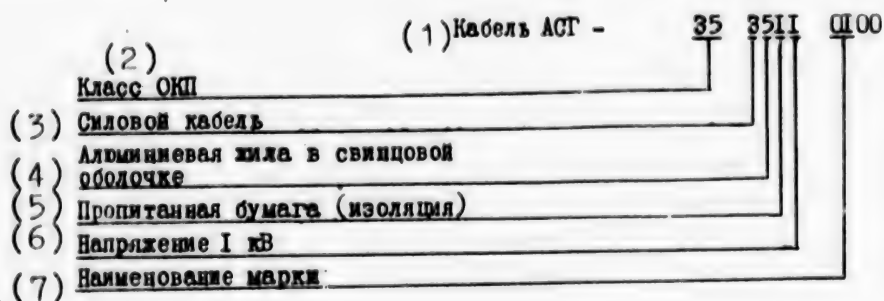 (1) Кабель АСГ - 35 35II 0I00
(2)
Класс ОКП
(3) Силовой кабель
Алюминиевая жила в свинцовой
(4) оболочке
(5) Пропитанная бумага (изоляция)
(6) Напряжение I кВ
(7) Наименование марки